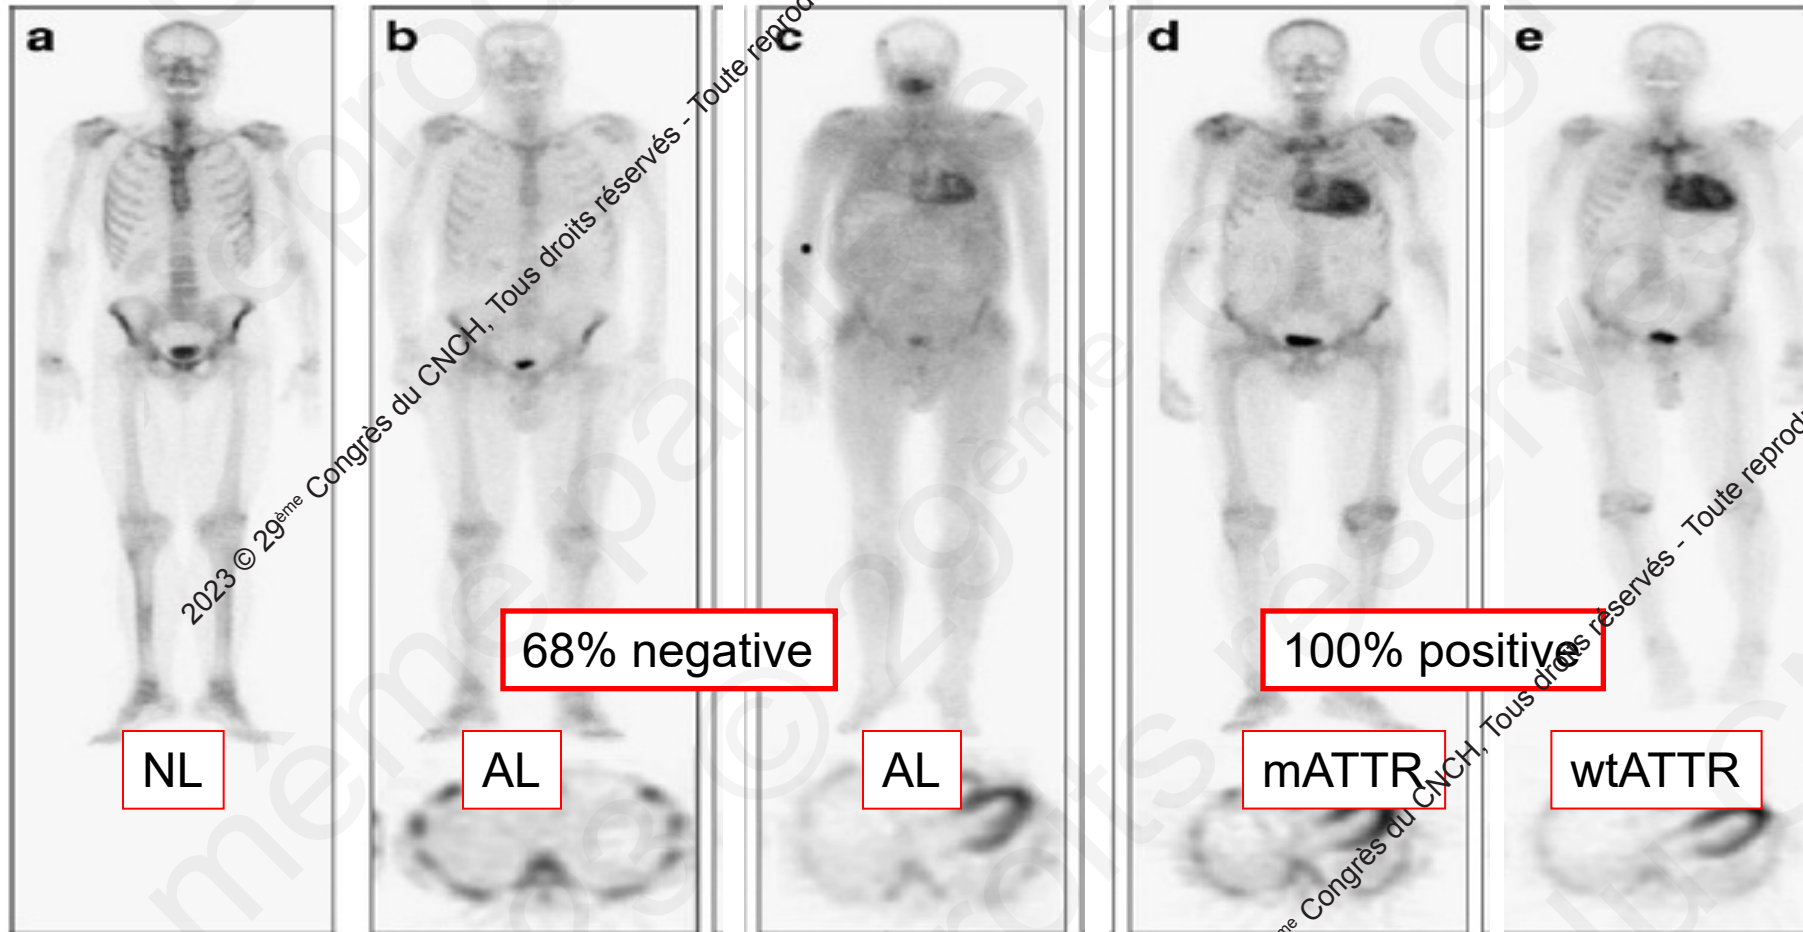 a
b
c
d
e
68% negative
100% positive
NL
AL
AL
mATTR
wtATTR
2023 © 29ème Congrès du CNCH, Tous droits réservés - Toute reprod
ème Congrès du CNCH, Tous droits réservés - Toute reprod